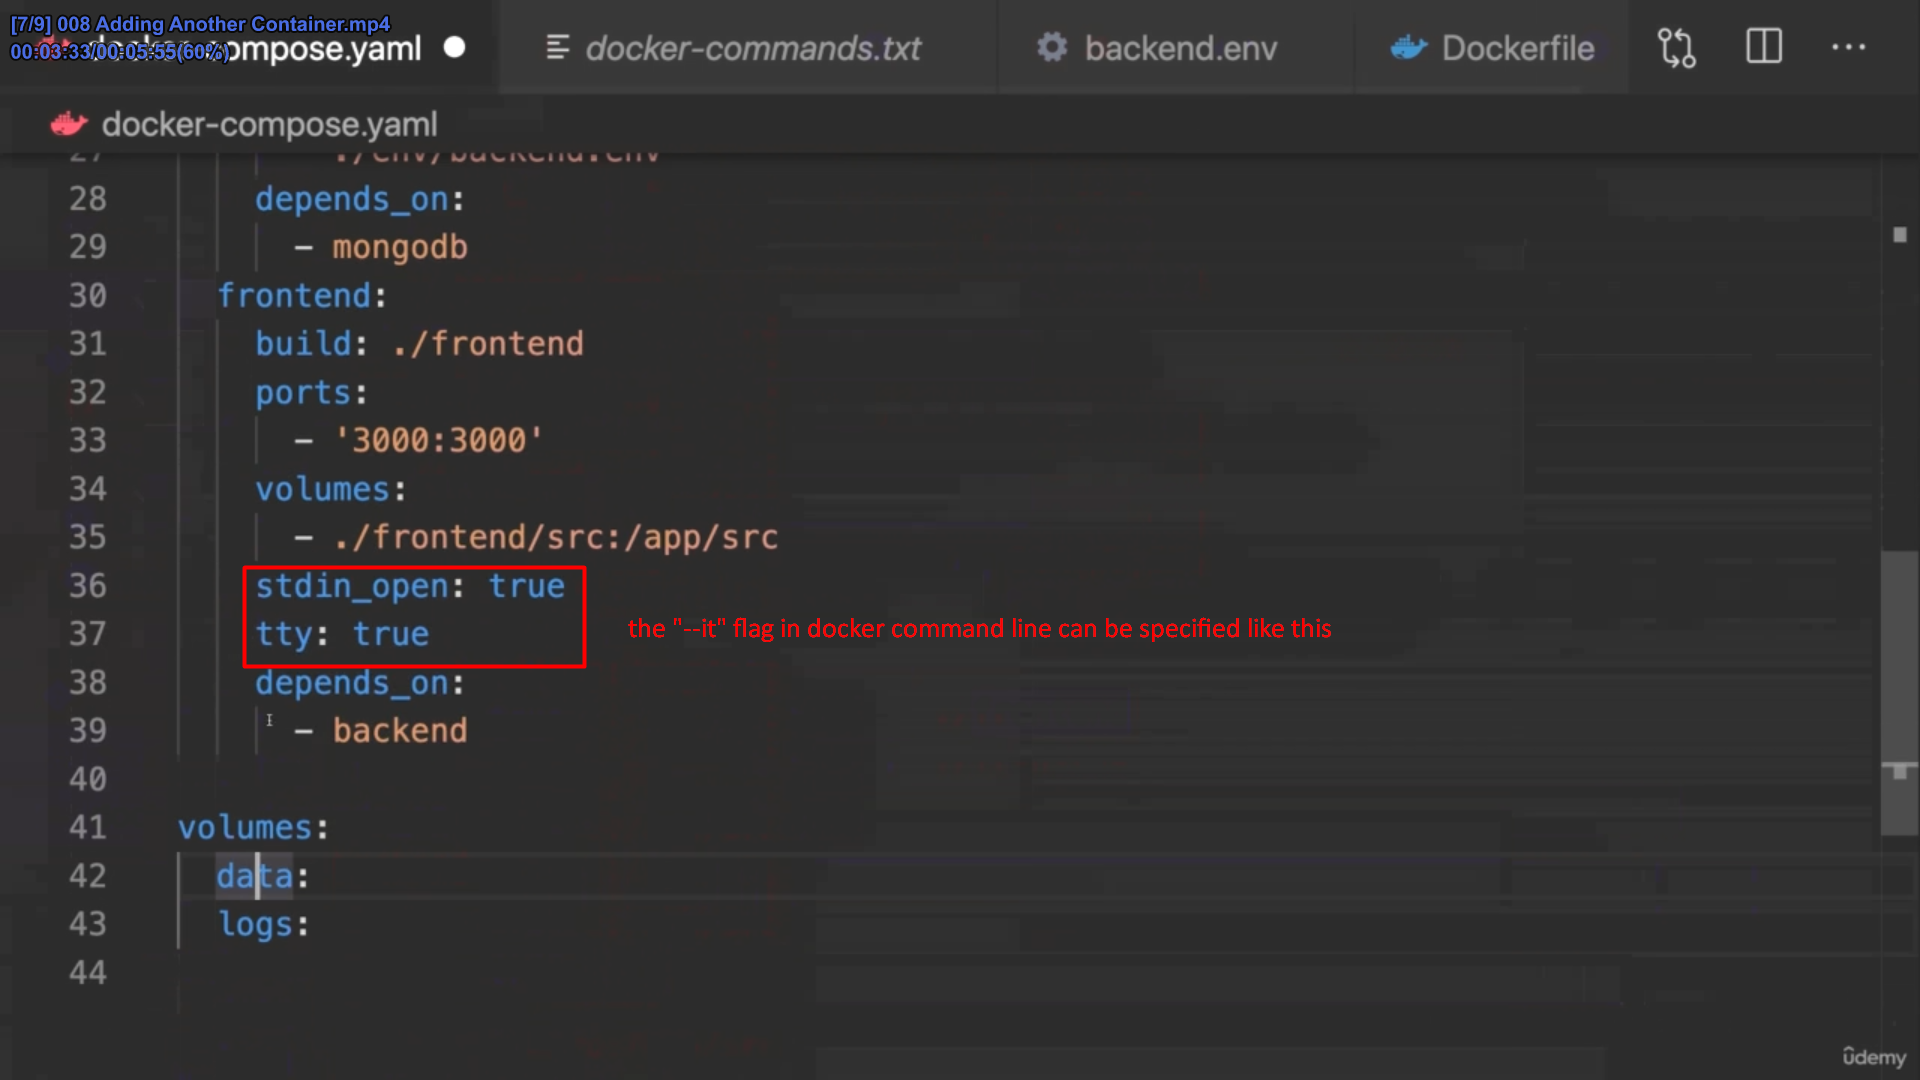 [7/9] 008 Adding Another Container.mp4
00:03:33/00:05:55(60%)
compose.yaml
docker-commands.txt
backend.env
Dockerfile
docker-compose.yaml
27 ./env/backend.env
28 depends_on:
29 - mongodb
30 frontend:
31 build: ./frontend
32 ports:
33 - '3000:3000'
34 volumes:
35 - ./frontend/src:/app/src
36 stdin_open: true
37 tty: true
the "--it" flag in docker command line can be specified like this
38 depends_on:
39 - backend
40
41 volumes:
42 data:
43 logs:
44
ûdemy